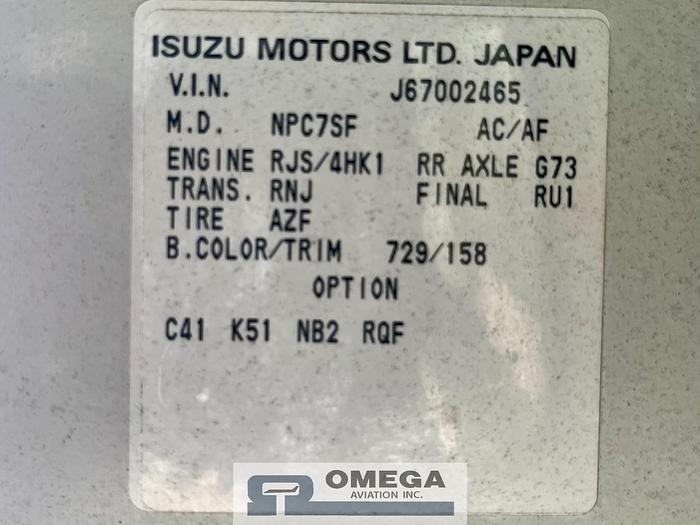 ISUZU MOTORS LTD. JAPAN
V.I.N. J67002465
M.D. NPC7SF AC/AF
ENGINE RJS/4HK1 RR AXLE G73
TRANS. RNJ FINAL RU1
TIRE AZF
B.COLOR/TRIM 729/158
OPTION
C41 K51 NB2 RQF
OMEGA
AVIATION INC.